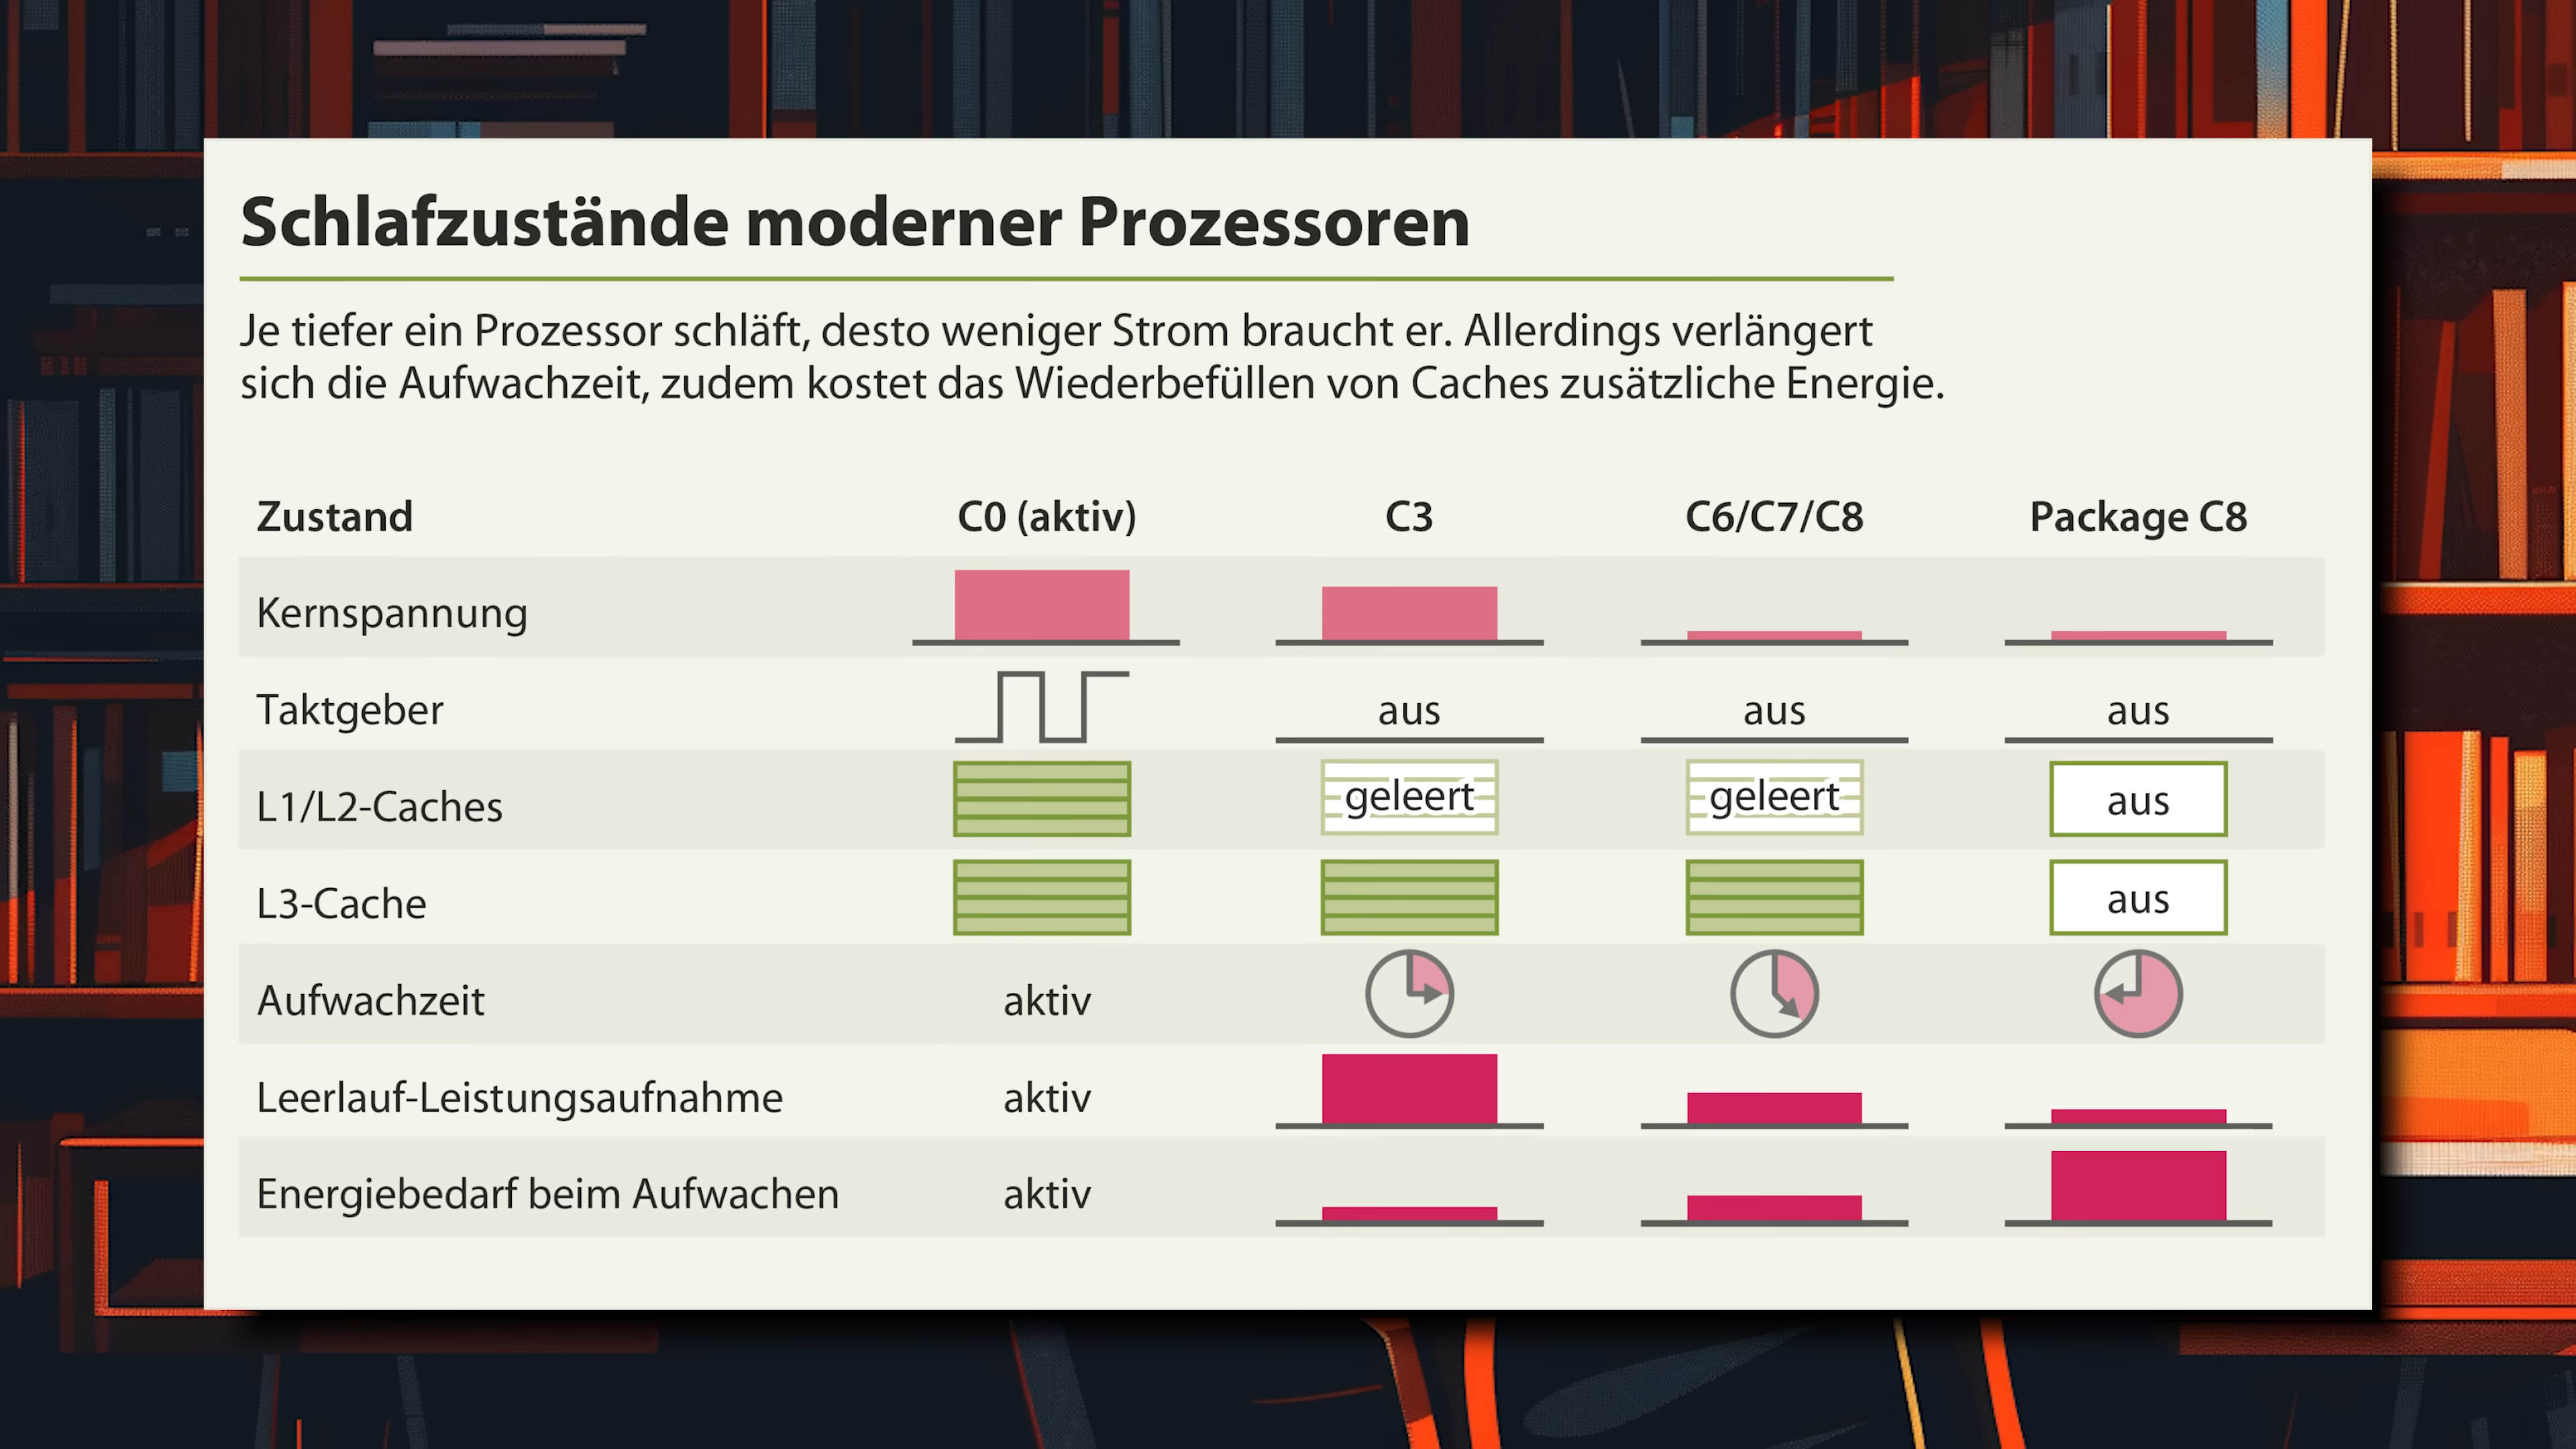 Schlafzustände moderner Prozessoren
Je tiefer ein Prozessor schläft, desto weniger Strom braucht er. Allerdings verlängert
sich die Aufwachzeit, zudem kostet das Wiederbefüllen von Caches zusätzliche Energie.
Zustand C0 (aktiv) C3 C6/C7/C8 Package C8
Kernspannung
Taktgeber aus aus aus
L1/L2-Caches geleert geleert aus
L3-Cache aus
Aufwachzeit aktiv
Leerlauf-Leistungsaufnahme aktiv
Energiebedarf beim Aufwachen aktiv